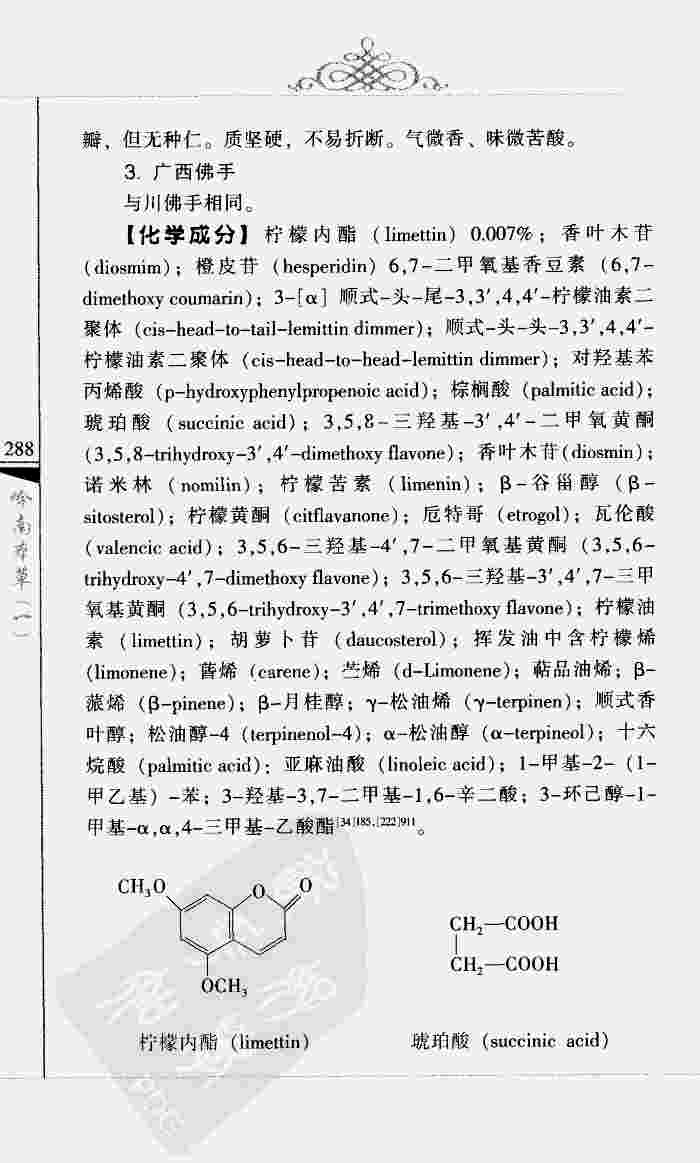 瓣，但无种仁。质坚硬，不易折断。气微香、味微苦酸。
3. 广西佛手
与川佛手相同。
【化学成分】 柠檬内酯 (limettin) 0.007%；香叶木苷
(diosmim)；橙皮苷 (hesperidin) 6,7-二甲氧基香豆素 (6,7-
dimethoxy coumarin)；3-[α] 顺式-头-尾-3,3′,4,4′-柠檬油素二
聚体 (cis-head-to-tail-lemittin dimmer)；顺式-头-头-3,3′,4,4′-
柠檬油素二聚体 (cis-head-to-head-lemittin dimmer)；对羟基苯
丙烯酸 (p-hydroxyphenylpropenoic acid)；棕榈酸 (palmitic acid)；
琥珀酸 (succinic acid)；3,5,8-三羟基-3′,4′-二甲氧黄酮
(3,5,8-trihydroxy-3′,4′-dimethoxy flavone)；香叶木苷(diosmin)；
诺米林 (nomilin)；柠檬苦素 (limenin)；β-谷甾醇 (β-
sitosterol)；柠檬黄酮 (citflavanone)；厄特哥 (etrogol)；瓦伦酸
(valencic acid)；3,5,6-三羟基-4′,7-二甲氧基黄酮 (3,5,6-
trihydroxy-4′,7-dimethoxy flavone)；3,5,6-三羟基-3′,4′,7-三甲
氧基黄酮 (3,5,6-trihydroxy-3′,4′,7-trimethoxy flavone)；柠檬油
素 (limettin)；胡萝卜苷 (daucosterol)；挥发油中含柠檬烯
(limonene)；蒈烯 (carene)；苎烯 (d-Limonene)；萜品油烯；β-
蒎烯 (β-pinene)；β-月桂醇；γ-松油烯 (γ-terpinen)；顺式香
叶醇；松油醇-4 (terpinenol-4)；α-松油醇 (α-terpineol)；十六
烷酸 (palmitic acid)；亚麻油酸 (linoleic acid)；1-甲基-2-(1-
甲乙基)-苯；3-羟基-3,7-二甲基-1,6-辛二酸；3-环己醇-1-
甲基-α,α,4-三甲基-乙酸酯[34]185,[222]911。
288
岭南本草（一）
CH₃O
O
O
OCH₃
CH₂—COOH
CH₂—COOH
柠檬内酯 (limettin)
琥珀酸 (succinic acid)
PDG